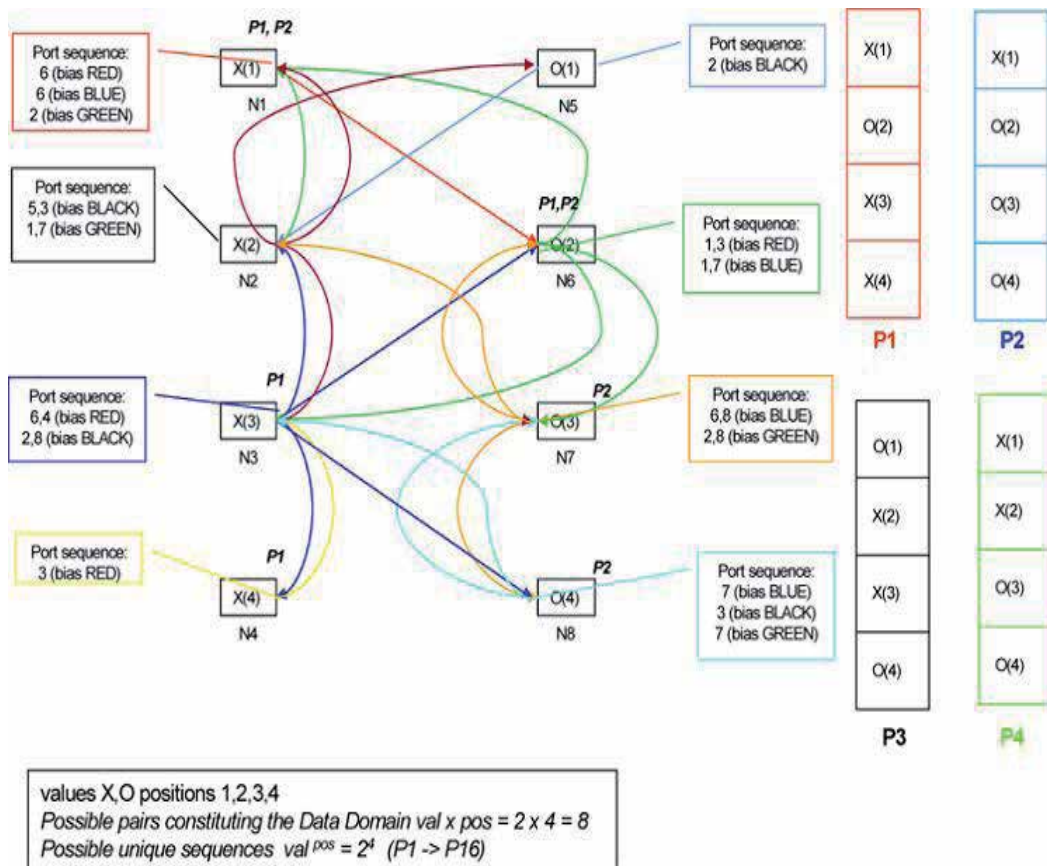 P1, P2
Port sequence:
6 (bias RED)
6 (bias BLUE)
2 (bias GREEN)
X(1)
N1
O(1)
N5
Port sequence:
2 (bias BLACK)
Port sequence:
5,3 (bias BLACK)
1,7 (bias GREEN)
X(2)
N2
P1,P2
O(2)
N6
Port sequence:
1,3 (bias RED)
1,7 (bias BLUE)
Port sequence:
6,4 (bias RED)
2,8 (bias BLACK)
P1
X(3)
N3
P2
O(3)
N7
Port sequence:
6,8 (bias BLUE)
2,8 (bias GREEN)
Port sequence:
3 (bias RED)
P1
X(4)
N4
P2
O(4)
N8
Port sequence:
7 (bias BLUE)
3 (bias BLACK)
7 (bias GREEN)
X(1)
O(2)
X(3)
X(4)
P1
X(1)
O(2)
O(3)
O(4)
P2
O(1)
X(2)
X(3)
O(4)
P3
X(1)
X(2)
O(3)
O(4)
P4
values X,O positions 1,2,3,4
Possible pairs constituting the Data Domain val x pos = 2 x 4 = 8
Possible unique sequences val ᵖᵒˢ = 2⁴ (P1 -> P16)